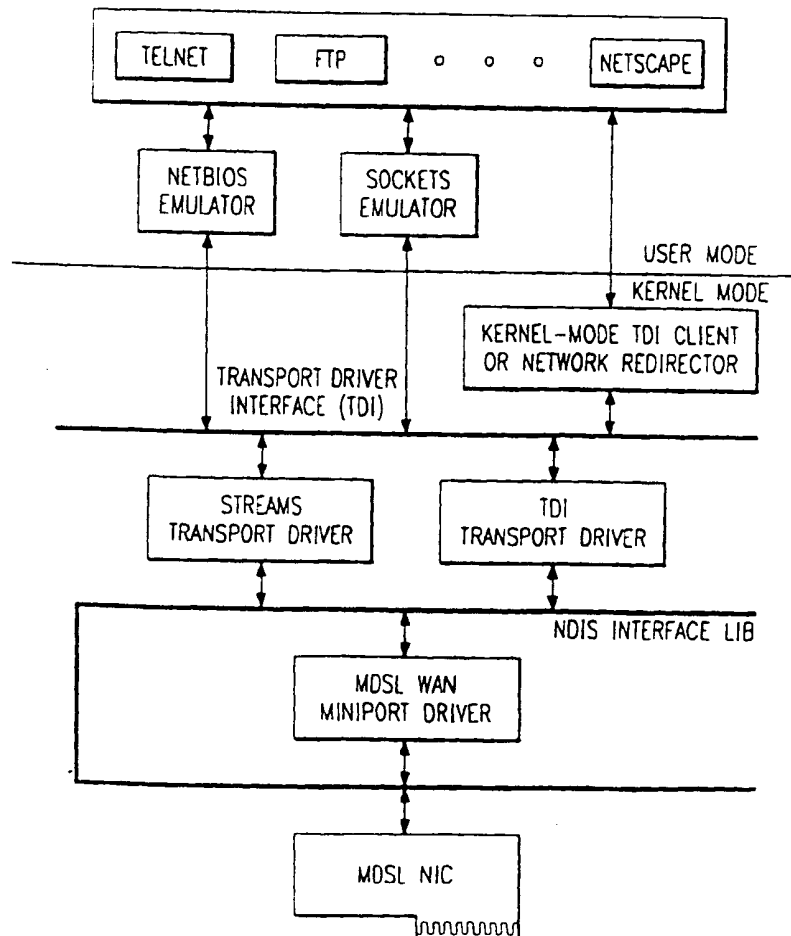 TELNET
FTP
NETSCAPE
NETBIOS
EMULATOR
SOCKETS
EMULATOR
USER MODE
KERNEL MODE
KERNEL-MODE TDI CLIENT
OR NETWORK REDIRECTOR
TRANSPORT DRIVER
INTERFACE (TDI)
STREAMS
TRANSPORT DRIVER
TDI
TRANSPORT DRIVER
NDIS INTERFACE LIB
MDSL WAN
MINIPORT DRIVER
MDSL NIC